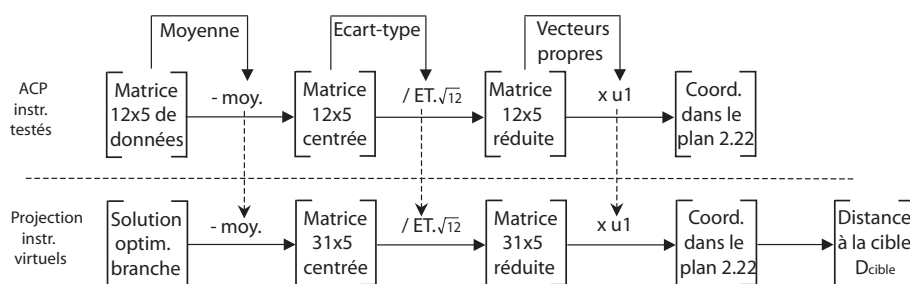 Moyenne
Ecart-type
Vecteurs
propres
ACP
instr.
testés
Matrice
12x5 de
données
- moy.
Matrice
12x5
centrée
/ ET.√12
Matrice
12x5
réduite
x u1
Coord.
dans le
plan 2.22
Projection
instr.
virtuels
Solution
optim.
branche
- moy.
Matrice
31x5
centrée
/ ET.√12
Matrice
31x5
réduite
x u1
Coord.
dans le
plan 2.22
Distance
à la cible
Dcible